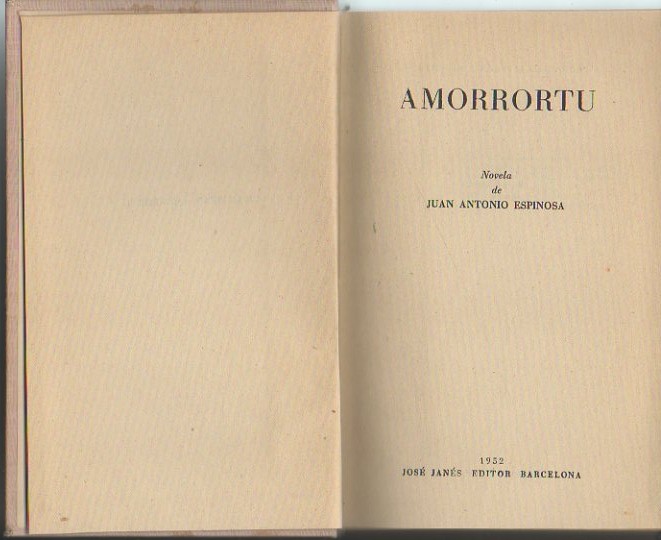 AMORRORTU
Novela
de
JUAN ANTONIO ESPINOSA
1952
JOSÉ JANÉS EDITOR BARCELONA